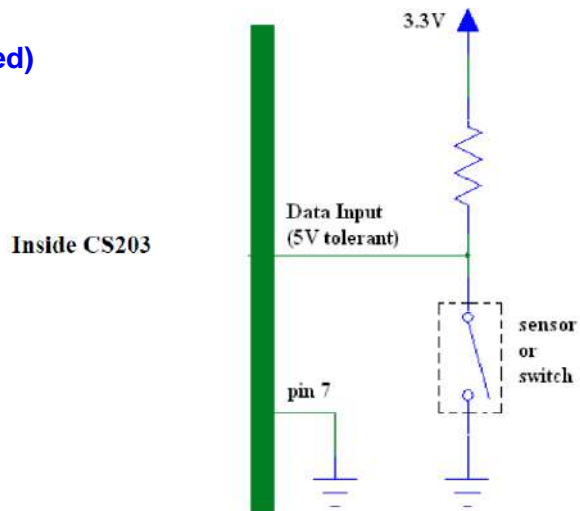 3.3V
ed)
Data Input
(5V tolerant)
Inside CS203
sensor
or
switch
pin 7